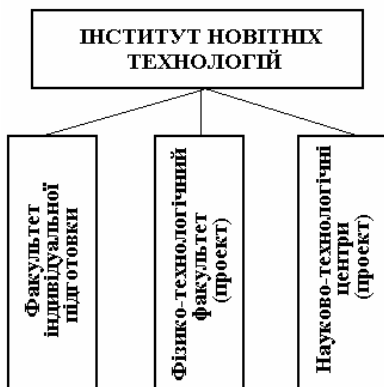 ІНСТИТУТ НОВІТНІХ
ТЕХНОЛОГІЙ
Факультет
індивідуальної
підготовки
Фізико-технологічний
факультет
(проект)
Науково-технологічні
центри
(проект)